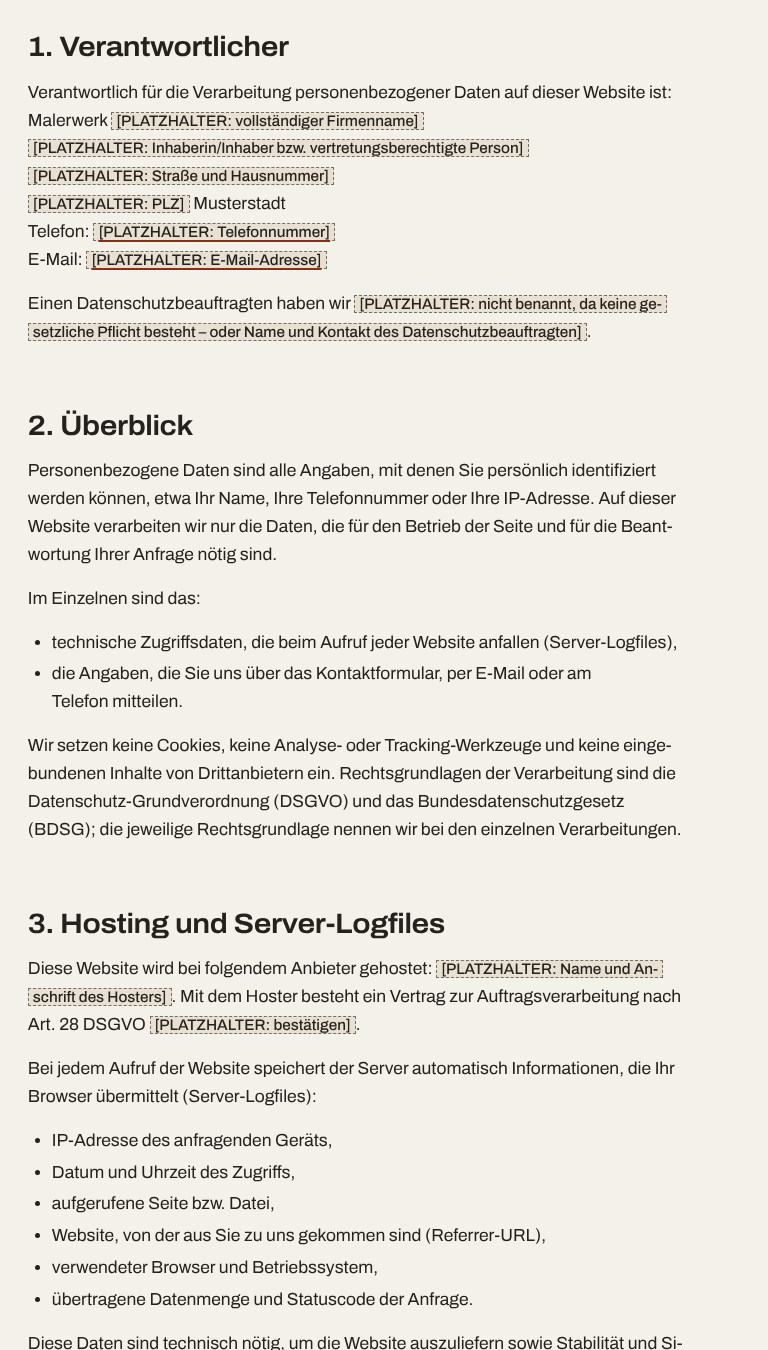 1. Verantwortlicher
Verantwortlich für die Verarbeitung personenbezogener Daten auf dieser Website ist:
Malerwerk [PLATZHALTER: vollständiger Firmenname]
[PLATZHALTER: Inhaberin/Inhaber bzw. vertretungsberechtigte Person]
[PLATZHALTER: Straße und Hausnummer]
[PLATZHALTER: PLZ] Musterstadt
Telefon: [PLATZHALTER: Telefonnummer]
E-Mail: [PLATZHALTER: E-Mail-Adresse]
Einen Datenschutzbeauftragten haben wir [PLATZHALTER: nicht benannt, da keine ge-
setzliche Pflicht besteht – oder Name und Kontakt des Datenschutzbeauftragten].
2. Überblick
Personenbezogene Daten sind alle Angaben, mit denen Sie persönlich identifiziert
werden können, etwa Ihr Name, Ihre Telefonnummer oder Ihre IP-Adresse. Auf dieser
Website verarbeiten wir nur die Daten, die für den Betrieb der Seite und für die Beant-
wortung Ihrer Anfrage nötig sind.
Im Einzelnen sind das:
• technische Zugriffsdaten, die beim Aufruf jeder Website anfallen (Server-Logfiles),
• die Angaben, die Sie uns über das Kontaktformular, per E-Mail oder am
Telefon mitteilen.
Wir setzen keine Cookies, keine Analyse- oder Tracking-Werkzeuge und keine einge-
bundenen Inhalte von Drittanbietern ein. Rechtsgrundlagen der Verarbeitung sind die
Datenschutz-Grundverordnung (DSGVO) und das Bundesdatenschutzgesetz
(BDSG); die jeweilige Rechtsgrundlage nennen wir bei den einzelnen Verarbeitungen.
3. Hosting und Server-Logfiles
Diese Website wird bei folgendem Anbieter gehostet: [PLATZHALTER: Name und An-
schrift des Hosters]. Mit dem Hoster besteht ein Vertrag zur Auftragsverarbeitung nach
Art. 28 DSGVO [PLATZHALTER: bestätigen].
Bei jedem Aufruf der Website speichert der Server automatisch Informationen, die Ihr
Browser übermittelt (Server-Logfiles):
• IP-Adresse des anfragenden Geräts,
• Datum und Uhrzeit des Zugriffs,
• aufgerufene Seite bzw. Datei,
• Website, von der aus Sie zu uns gekommen sind (Referrer-URL),
• verwendeter Browser und Betriebssystem,
• übertragene Datenmenge und Statuscode der Anfrage.
Diese Daten sind technisch nötig, um die Website auszuliefern sowie Stabilität und Si-